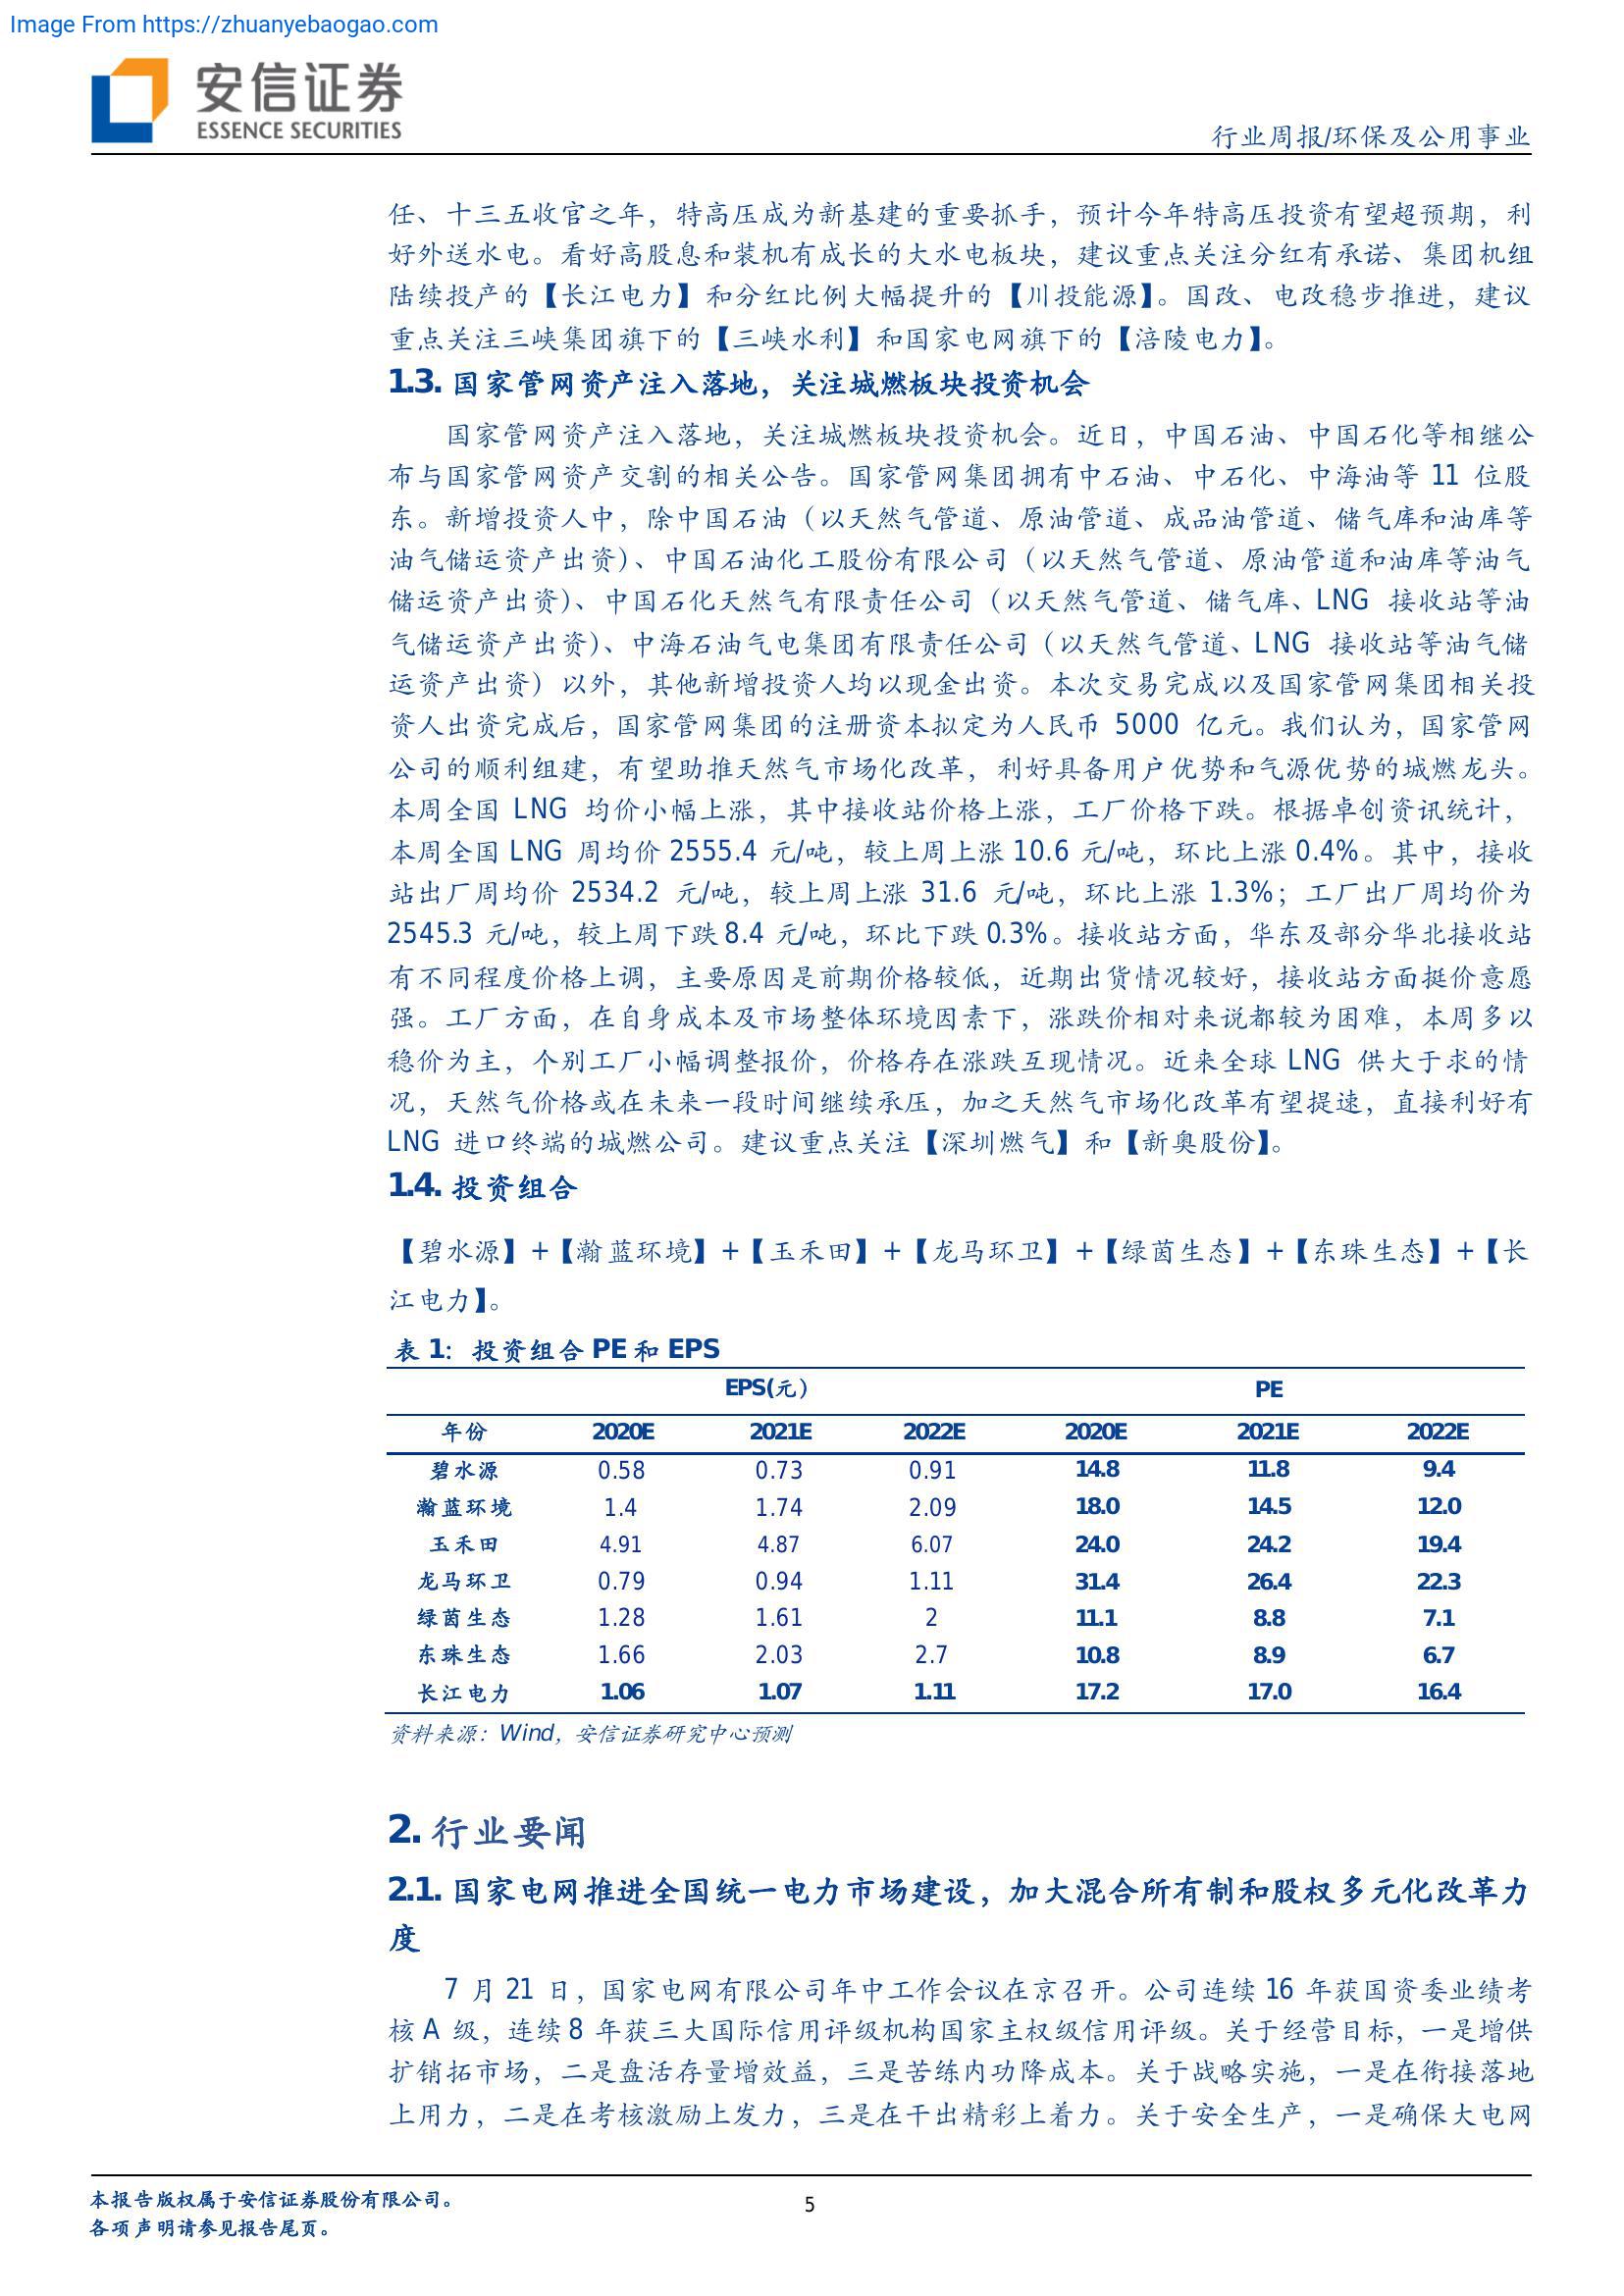 Image From https://zhuanyebaogao.com
安信证券
ESSENCE SECURITIES
行业周报/环保及公用事业
任、十三五收官之年，特高压成为新基建的重要抓手，预计今年特高压投资有望超预期，利
好外送水电。看好高股息和装机有成长的大水电板块，建议重点关注分红有承诺、集团机组
陆续投产的【长江电力】和分红比例大幅提升的【川投能源】。国改、电改稳步推进，建议
重点关注三峡集团旗下的【三峡水利】和国家电网旗下的【涪陵电力】。
1.3. 国家管网资产注入落地，关注城燃板块投资机会
国家管网资产注入落地，关注城燃板块投资机会。近日，中国石油、中国石化等相继公
布与国家管网资产交割的相关公告。国家管网集团拥有中石油、中石化、中海油等 11 位股
东。新增投资人中，除中国石油（以天然气管道、原油管道、成品油管道、储气库和油库等
油气储运资产出资）、中国石油化工股份有限公司（以天然气管道、原油管道和油库等油气
储运资产出资）、中国石化天然气有限责任公司（以天然气管道、储气库、LNG 接收站等油
气储运资产出资）、中海石油气电集团有限责任公司（以天然气管道、LNG 接收站等油气储
运资产出资）以外，其他新增投资人均以现金出资。本次交易完成以及国家管网集团相关投
资人出资完成后，国家管网集团的注册资本拟定为人民币 5000 亿元。我们认为，国家管网
公司的顺利组建，有望助推天然气市场化改革，利好具备用户优势和气源优势的城燃龙头。
本周全国 LNG 均价小幅上涨，其中接收站价格上涨，工厂价格下跌。根据卓创资讯统计，
本周全国 LNG 周均价 2555.4 元/吨，较上周上涨 10.6 元/吨，环比上涨 0.4%。其中，接收
站出厂周均价 2534.2 元/吨，较上周上涨 31.6 元/吨，环比上涨 1.3%；工厂出厂周均价为
2545.3 元/吨，较上周下跌 8.4 元/吨，环比下跌 0.3%。接收站方面，华东及部分华北接收站
有不同程度价格上调，主要原因是前期价格较低，近期出货情况较好，接收站方面挺价意愿
强。工厂方面，在自身成本及市场整体环境因素下，涨跌价相对来说都较为困难，本周多以
稳价为主，个别工厂小幅调整报价，价格存在涨跌互现情况。近来全球 LNG 供大于求的情
况，天然气价格或在未来一段时间继续承压，加之天然气市场化改革有望提速，直接利好有
LNG 进口终端的城燃公司。建议重点关注【深圳燃气】和【新奥股份】。
1.4. 投资组合
【碧水源】+【瀚蓝环境】+【玉禾田】+【龙马环卫】+【绿茵生态】+【东珠生态】+【长
江电力】。
表 1：投资组合 PE 和 EPS
EPS(元） PE
年份 2020E 2021E 2022E 2020E 2021E 2022E
碧水源 0.58 0.73 0.91 14.8 11.8 9.4
瀚蓝环境 1.4 1.74 2.09 18.0 14.5 12.0
玉禾田 4.91 4.87 6.07 24.0 24.2 19.4
龙马环卫 0.79 0.94 1.11 31.4 26.4 22.3
绿茵生态 1.28 1.61 2 11.1 8.8 7.1
东珠生态 1.66 2.03 2.7 10.8 8.9 6.7
长江电力 1.06 1.07 1.11 17.2 17.0 16.4
资料来源：Wind，安信证券研究中心预测
2. 行业要闻
2.1. 国家电网推进全国统一电力市场建设，加大混合所有制和股权多元化改革力
度
7 月 21 日，国家电网有限公司年中工作会议在京召开。公司连续 16 年获国资委业绩考
核 A 级，连续 8 年获三大国际信用评级机构国家主权级信用评级。关于经营目标，一是增供
扩销拓市场，二是盘活存量增效益，三是苦练内功降成本。关于战略实施，一是在衔接落地
上用力，二是在考核激励上发力，三是在干出精彩上着力。关于安全生产，一是确保大电网
本报告版权属于安信证券股份有限公司。
5
各项声明请参见报告尾页。